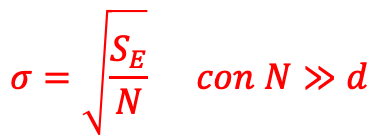 σ = √(S_E/N) con N ≫ d